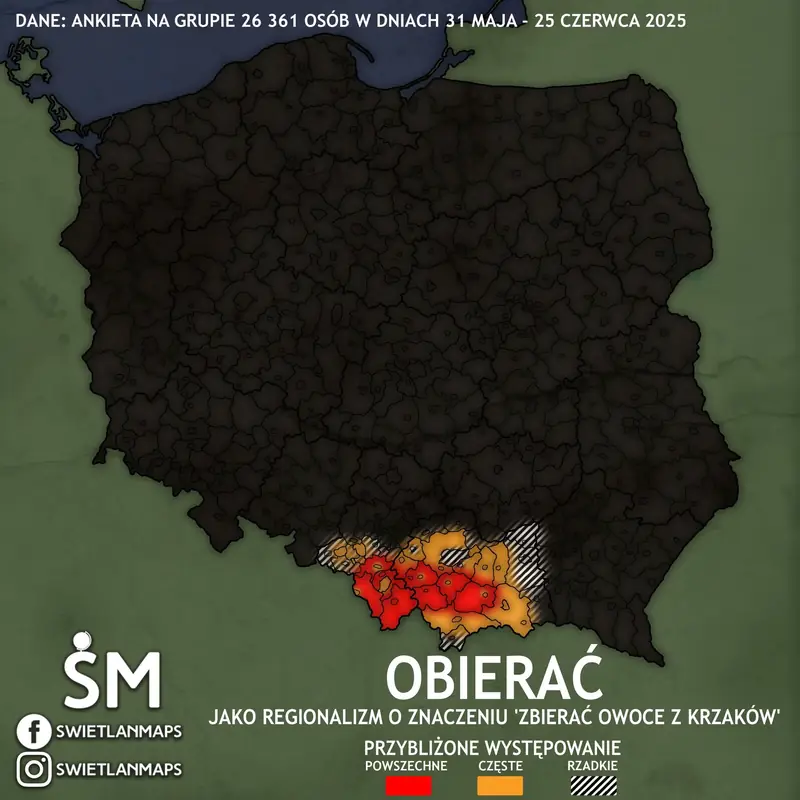 DANE: ANKIETA NA GRUPIE 26 361 OSÓB W DNIACH 31 MAJA - 25 CZERWCA 2025
ŚM
SWIETLANMAPS
SWIETLANMAPS
OBIERAĆ
JAKO REGIONALIZM O ZNACZENIU 'ZBIERAĆ OWOCE Z KRZAKÓW'
PRZYBLIŻONE WYSTĘPOWANIE
POWSZECHNE CZĘSTE RZADKIE